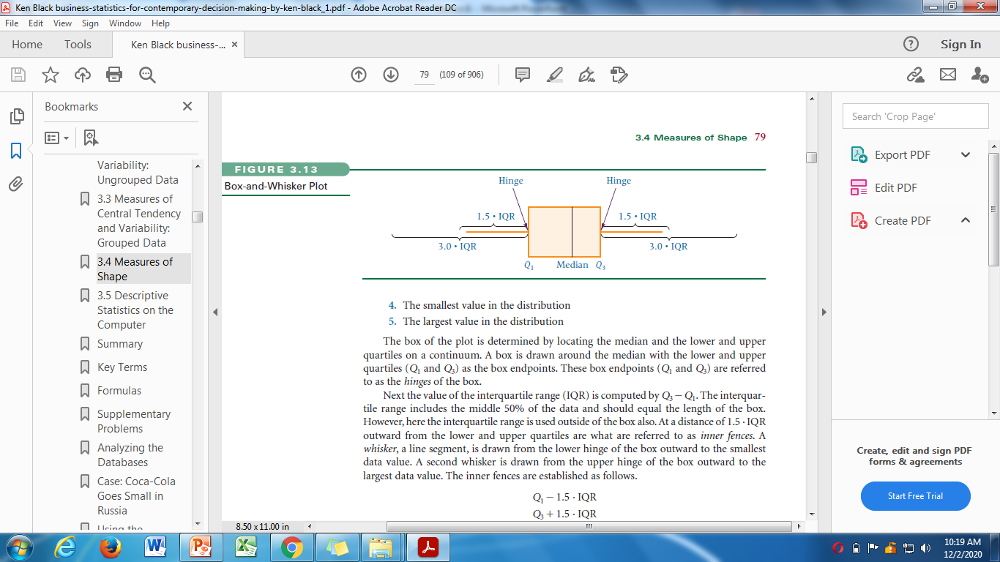 Ken Black business-statistics-for-contemporary-decision-making-by-ken-black_1.pdf - Adobe Acrobat Reader DC
File Edit View Sign Window Help
Home Tools Ken Black business-... × Sign In
79 (109 of 906)
Bookmarks
Variability:
Ungrouped Data
3.3 Measures of
Central Tendency
and Variability:
Grouped Data
3.4 Measures of
Shape
3.5 Descriptive
Statistics on the
Computer
Summary
Key Terms
Formulas
Supplementary
Problems
Analyzing the
Databases
Case: Coca-Cola
Goes Small in
Russia
Using the
3.4 Measures of Shape 79
FIGURE 3.13
Box-and-Whisker Plot
Hinge Hinge
1.5 • IQR 1.5 • IQR
3.0 • IQR 3.0 • IQR
Q1 Median Q3
4. The smallest value in the distribution
5. The largest value in the distribution
The box of the plot is determined by locating the median and the lower and upper
quartiles on a continuum. A box is drawn around the median with the lower and upper
quartiles (Q1 and Q3) as the box endpoints. These box endpoints (Q1 and Q3) are referred
to as the hinges of the box.
Next the value of the interquartile range (IQR) is computed by Q3 − Q1. The interquar-
tile range includes the middle 50% of the data and should equal the length of the box.
However, here the interquartile range is used outside of the box also. At a distance of 1.5 · IQR
outward from the lower and upper quartiles are what are referred to as inner fences. A
whisker, a line segment, is drawn from the lower hinge of the box outward to the smallest
data value. A second whisker is drawn from the upper hinge of the box outward to the
largest data value. The inner fences are established as follows.
Q1 − 1.5 · IQR
Q3 + 1.5 · IQR
8.50 x 11.00 in
Search 'Crop Page'
Export PDF
Edit PDF
Create PDF
Create, edit and sign PDF
forms & agreements
Start Free Trial
10:19 AM
12/2/2020